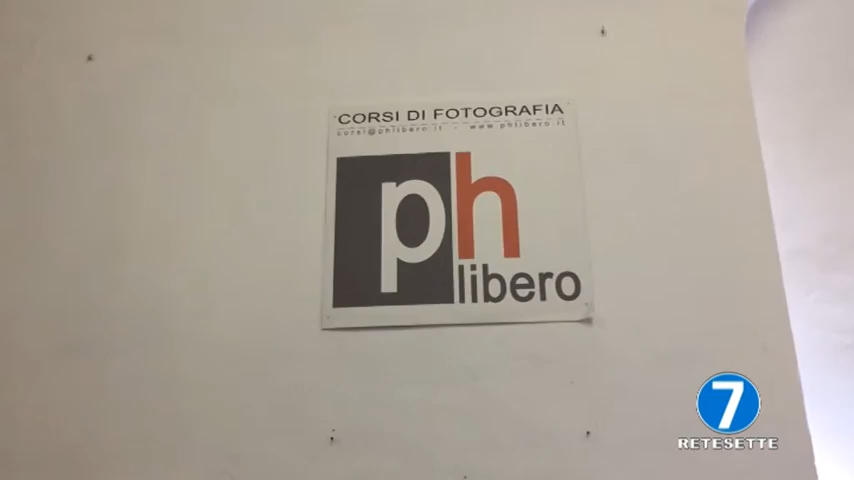 CORSI DI FOTOGRAFIA
corsi@phlibero.it - www.phlibero.it
ph
libero
7
RETESETTE